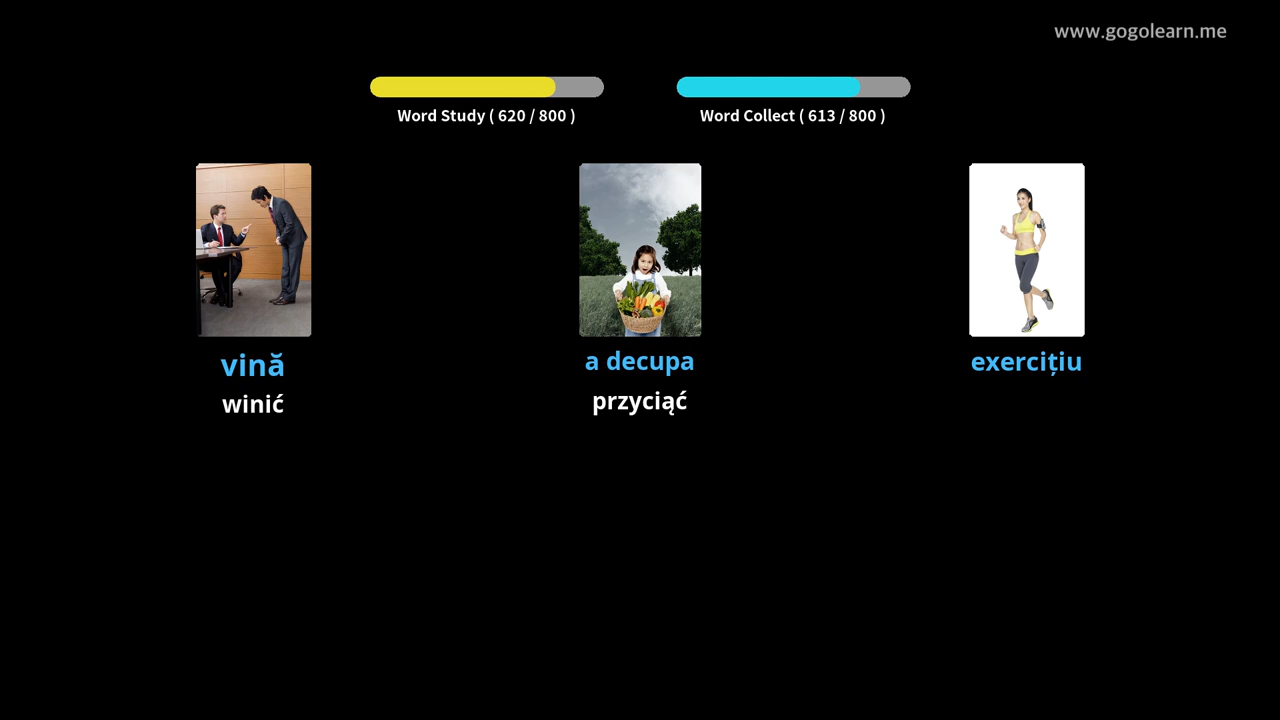 www.gogolearn.me
Word Study ( 620 / 800 )
Word Collect ( 613 / 800 )
vină
winić
a decupa
przyciąć
exercițiu